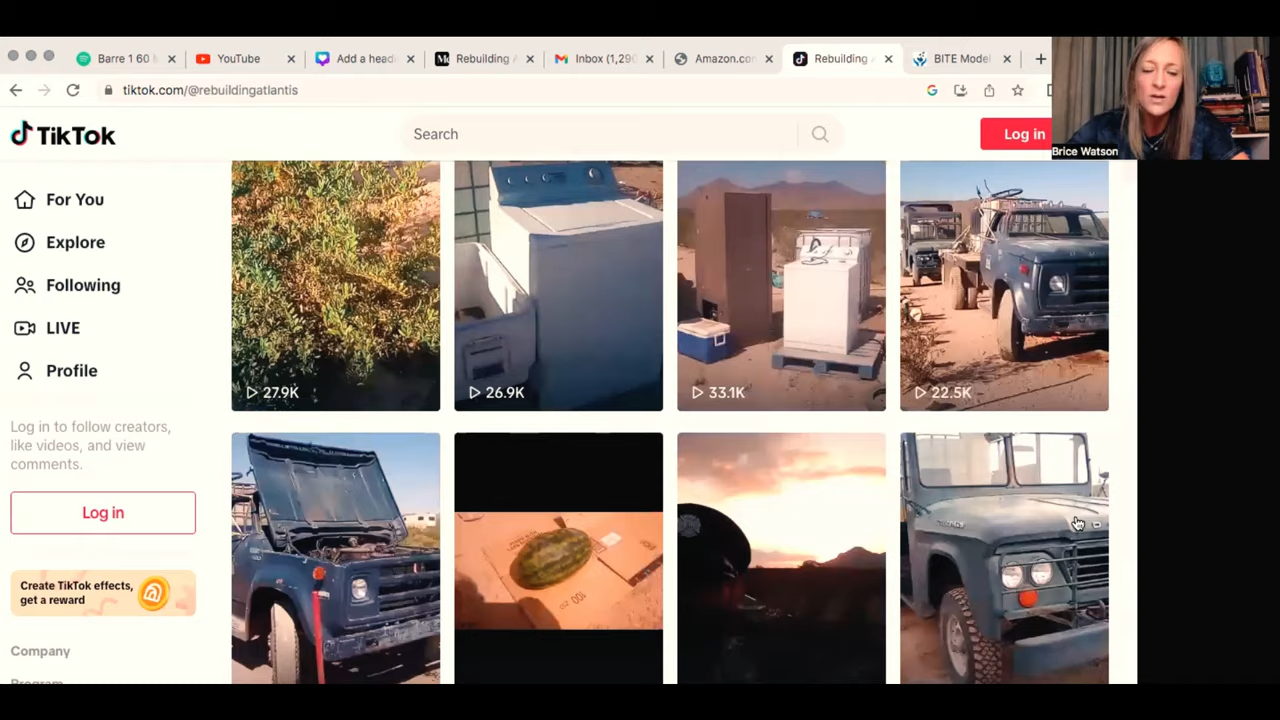 Barre 1 60
YouTube
Add a head
Rebuilding
Inbox (1,29
Amazon.co
Rebuilding
BITE Model
tiktok.com/@rebuildingatlantis
TikTok
Search
Log in
Brice Watson
For You
Explore
Following
LIVE
Profile
Log in to follow creators,
like videos, and view
comments.
Log in
Create TikTok effects,
get a reward
Company
Program
27.9K
26.9K
33.1K
22.5K